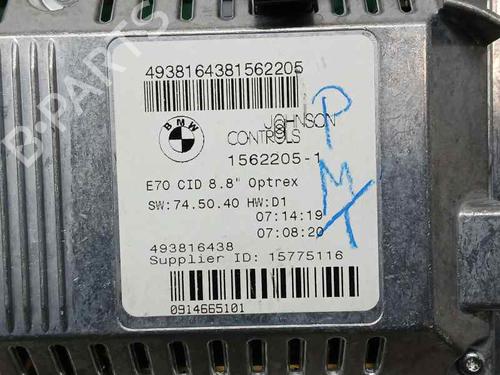 4938164381562205
BMW
JOHNSON
CONTROLS
1562205-1
E70 CID 8.8" Optrex
SW:74.50.40 HW:D1
07:14:19
07:08:20
493816438
Supplier ID: 15775116
0914665101
PMT
B-PARTS